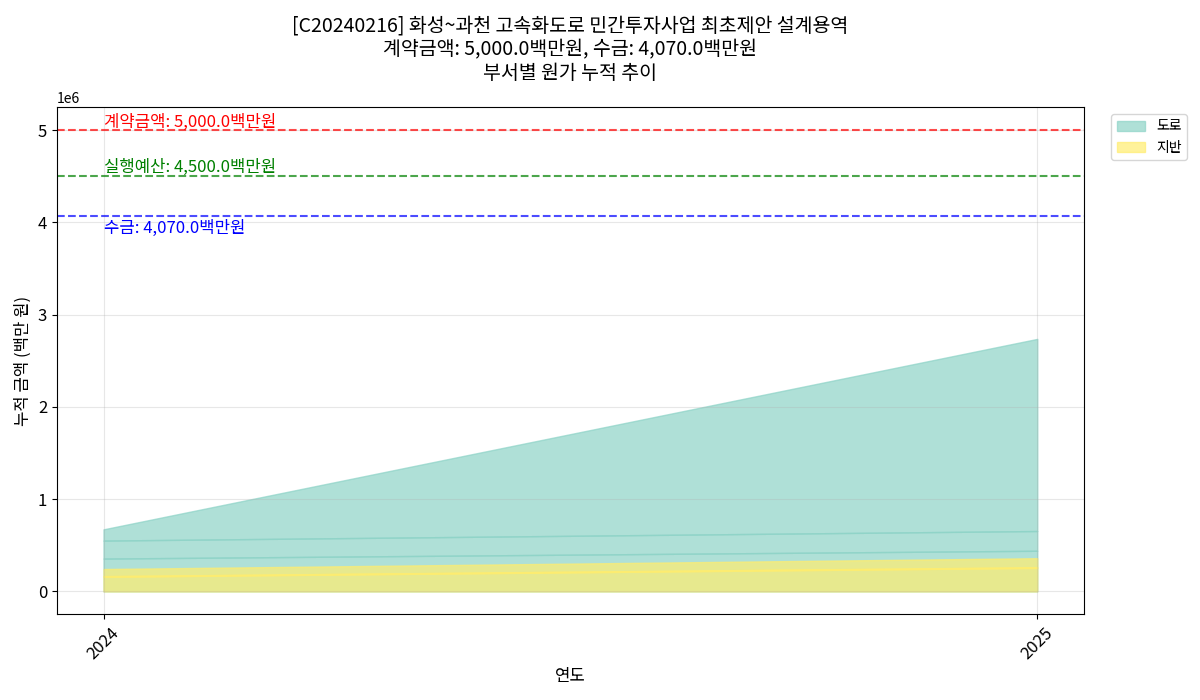 [C20240216] 화성~과천 고속화도로 민간투자사업 최초제안 설계용역
계약금액: 5,000.0백만원, 수금: 4,070.0백만원
부서별 원가 누적 추이
1e6
계약금액: 5,000.0백만원
실행예산: 4,500.0백만원
수금: 4,070.0백만원
도로
지반
누적 금액 (백만 원)
5
4
3
2
1
0
2024
2025
연도